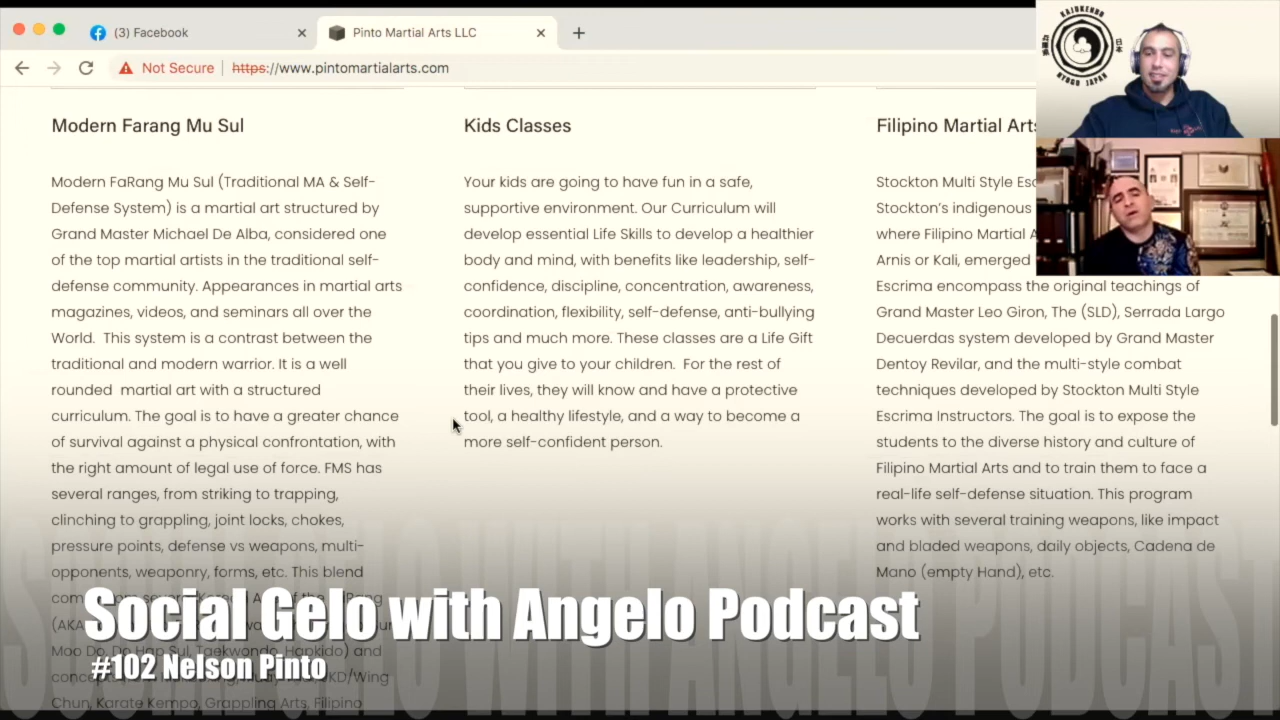 (3) Facebook
Pinto Martial Arts LLC
Not Secure
https://www.pintomartialarts.com
KAJUKENBO
HYOGO JAPAN
日本
Modern Farang Mu Sul
Modern FaRang Mu Sul (Traditional MA & Self-
Defense System) is a martial art structured by
Grand Master Michael De Alba, considered one
of the top martial artists in the traditional self-
defense community. Appearances in martial arts
magazines, videos, and seminars all over the
World. This system is a contrast between the
traditional and modern warrior. It is a well
rounded martial art with a structured
curriculum. The goal is to have a greater chance
of survival against a physical confrontation, with
the right amount of legal use of force. FMS has
several ranges, from striking to trapping,
clinching to grappling, joint locks, chokes,
pressure points, defense vs weapons, multi-
opponents, weaponry, forms, etc. This blend
(AKA
Moo Do, Do Hap Sul, Taekwondo, Hapkido) and
Chun, Karate Kempo, Grappling Arts, Filipino
Kids Classes
Your kids are going to have fun in a safe,
supportive environment. Our Curriculum will
develop essential Life Skills to develop a healthier
body and mind, with benefits like leadership, self-
confidence, discipline, concentration, awareness,
coordination, flexibility, self-defense, anti-bullying
tips and much more. These classes are a Life Gift
that you give to your children. For the rest of
their lives, they will know and have a protective
tool, a healthy lifestyle, and a way to become a
more self-confident person.
Filipino Martial Arts
Stockton Multi Style
Stockton's indigenous
where Filipino Martial
Arnis or Kali, emerged
Escrima encompass the original teachings of
Grand Master Leo Giron, The (SLD), Serrada Largo
Decuerdas system developed by Grand Master
Dentoy Revilar, and the multi-style combat
techniques developed by Stockton Multi Style
Escrima Instructors. The goal is to expose the
students to the diverse history and culture of
Filipino Martial Arts and to train them to face a
real-life self-defense situation. This program
works with several training weapons, like impact
and bladed weapons, daily objects, Cadena de
Mano (empty Hand), etc.
SOCIAL GELO WITH ANGELO PODCAST
Social Gelo with Angelo Podcast
#102 Nelson Pinto